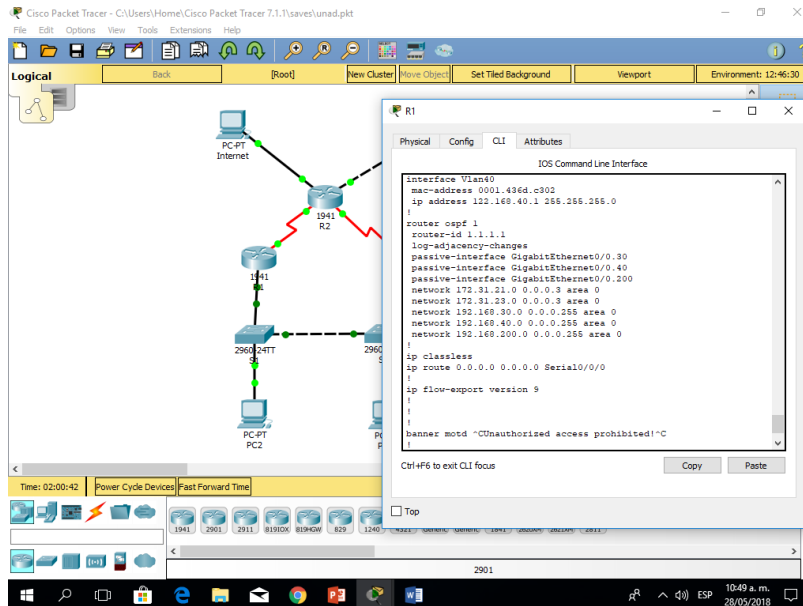 Cisco Packet Tracer - C:\Users\Home\Cisco Packet Tracer 7.1.1\saves\unad.pkt
File Edit Options View Tools Extensions Help
Logical Back [Root] New Cluster Move Object Set Tiled Background Viewport Environment: 12:46:30
PC-PT
Internet
1941
R2
1941
2960-24TT
S1
2960
PC-PT
PC2
R1
Physical Config CLI Attributes
IOS Command Line Interface
interface Vlan40
mac-address 0001.436d.c302
ip address 122.168.40.1 255.255.255.0
!
router ospf 1
router-id 1.1.1.1
log-adjacency-changes
passive-interface GigabitEthernet0/0.30
passive-interface GigabitEthernet0/0.40
passive-interface GigabitEthernet0/0.200
network 172.31.21.0 0.0.0.3 area 0
network 172.31.23.0 0.0.0.3 area 0
network 192.168.30.0 0.0.0.255 area 0
network 192.168.40.0 0.0.0.255 area 0
network 192.168.200.0 0.0.0.255 area 0
!
ip classless
ip route 0.0.0.0 0.0.0.0 Serial0/0/0
!
ip flow-export version 9
!
!
!
banner motd ^CUnauthorized access prohibited!^C
!
Ctrl+F6 to exit CLI focus Copy Paste
Top
Time: 02:00:42 Power Cycle Devices Fast Forward Time
1941 2901 2911 819IOX 819HGW 829 1240
2901
ESP
10:49 a. m.
28/05/2018